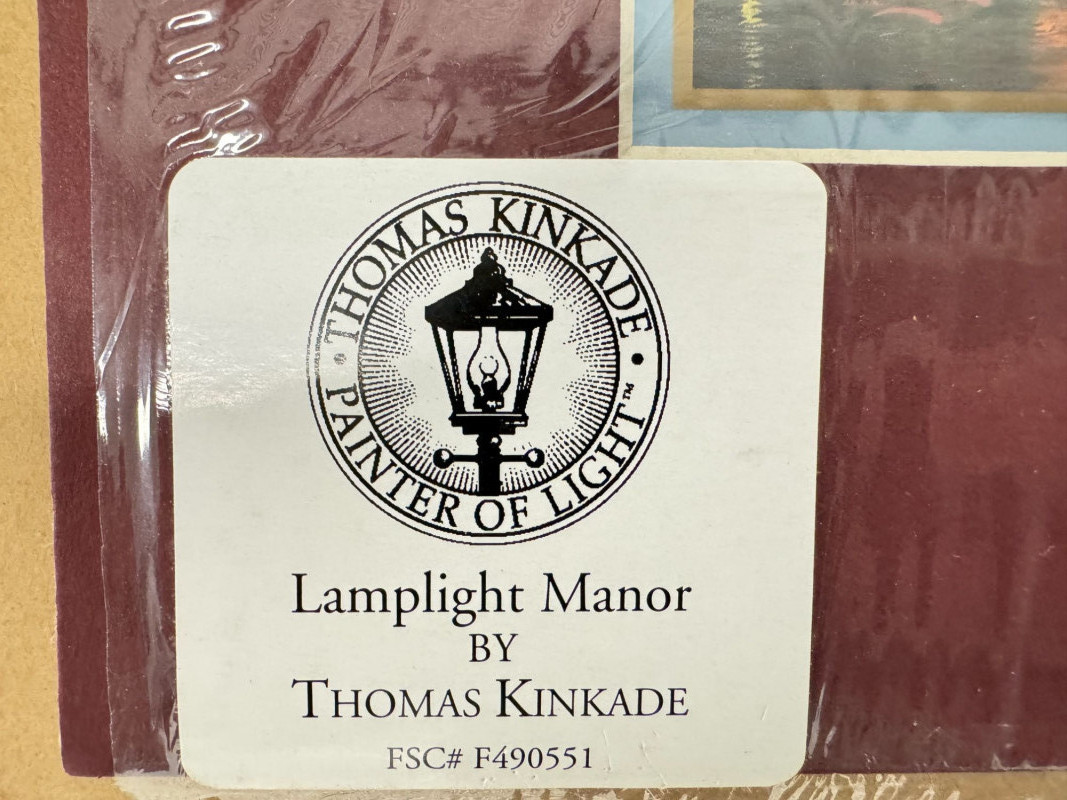 THOMAS KINKADE
PAINTER OF LIGHT™
Lamplight Manor
BY
THOMAS KINKADE
FSC# F490551